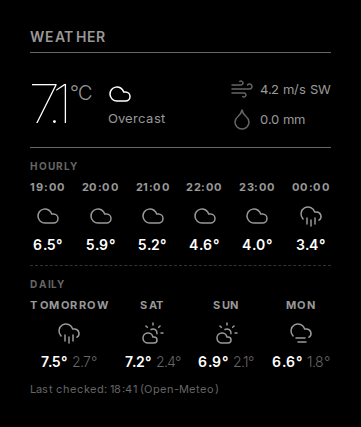 WEATHER
7.1°C
Overcast
4.2 m/s SW
0.0 mm
HOURLY
19:00 20:00 21:00 22:00 23:00 00:00
6.5° 5.9° 5.2° 4.6° 4.0° 3.4°
DAILY
TOMORROW SAT SUN MON
7.5° 2.7° 7.2° 2.4° 6.9° 2.1° 6.6° 1.8°
Last checked: 18:41 (Open-Meteo)